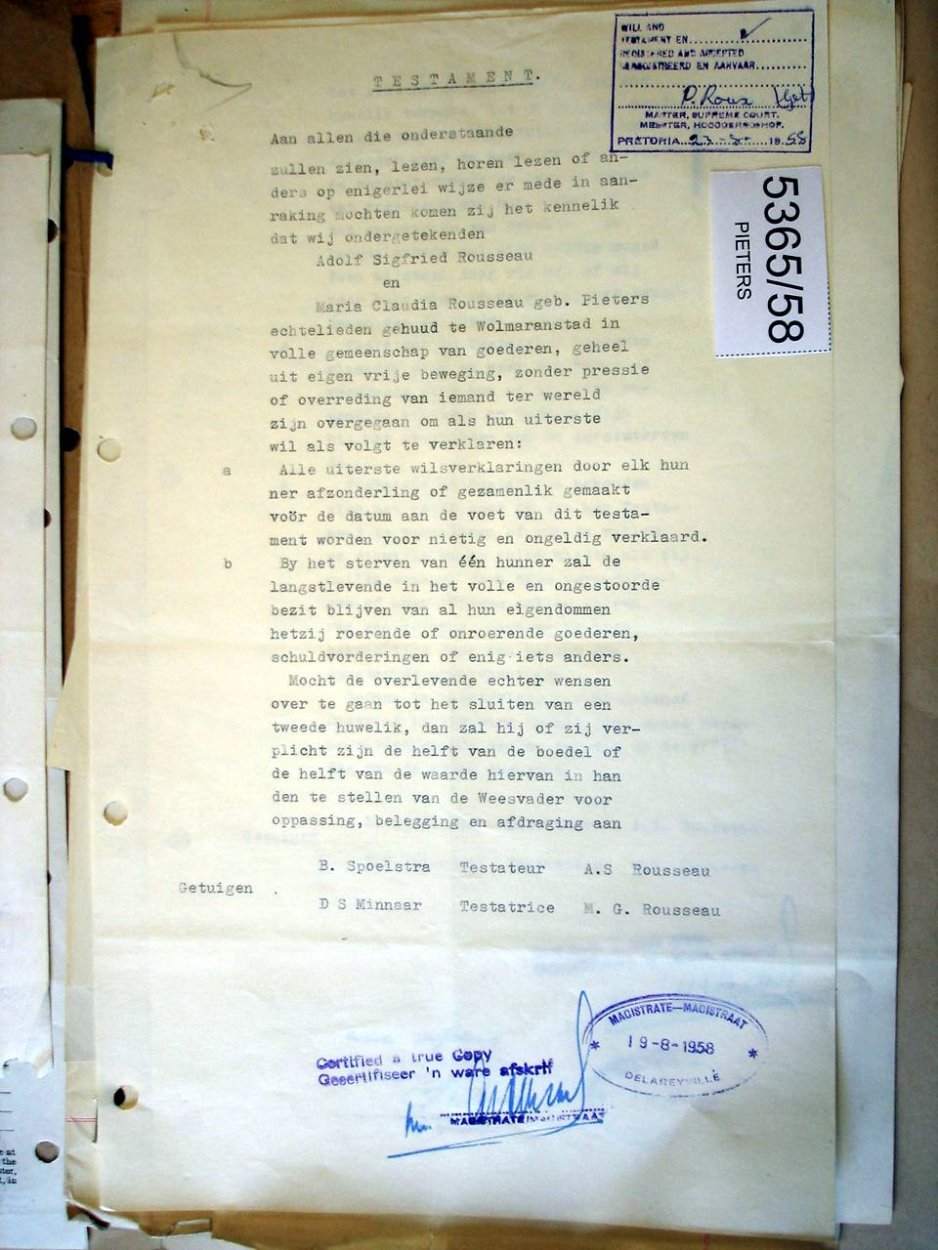 TESTAMENT.
WILL AND
TESTAMENT EN
REGISTERED AND ACCEPTED
GEREGISTREERD EN AANVAAR
P. Roux (get)
MASTER, SUPREME COURT.
MEESTER, HOOGGEREGSHOF.
PRETORIA 1958
5365/58
PIETERS
Aan allen die onderstaande
zullen zien, lezen, horen lezen of an-
ders op enigerlei wijze er mede in aan-
raking mochten komen zij het kennelik
dat wij ondergetekenden
Adolf Sigfried Rousseau
en
Maria Claudia Rousseau geb. Pieters
echtelieden gehuud te Wolmaranstad in
volle gemeenschap van goederen, geheel
uit eigen vrije beweging, zonder pressie
of overreding van iemand ter wereld
zijn overgegaan om als hun uiterste
wil als volgt te verklaren:
a Alle uiterste wilsverklaringen door elk hun
ner afzonderling of gezamenlik gemaakt
voör de datum aan de voet van dit testa-
ment worden voor nietig en ongeldig verklaard.
b By het sterven van één hunner zal de
langstlevende in het volle en ongestoorde
bezit blijven van al hun eigendommen
hetzij roerende of onroerende goederen,
schuldvorderingen of enig iets anders.
Mocht de overlevende echter wensen
over te gaan tot het sluiten van een
tweede huwelik, dan zal hij of zij ver-
plicht zijn de helft van de boedel of
de helft van de waarde hiervan in han
den te stellen van de Weesvader voor
oppassing, belegging en afdraging aan
B. Spoelstra Testateur A.S Rousseau
Getuigen .
D S Minnaar Testatrice M. G. Rousseau
MAGISTRATE—MAGISTRAAT
* 19-8-1958 *
DELAREYVILLE
Certified a true Copy
Gesertifiseer 'n ware afskrif
MAGISTRATE/MAGISTRAAT